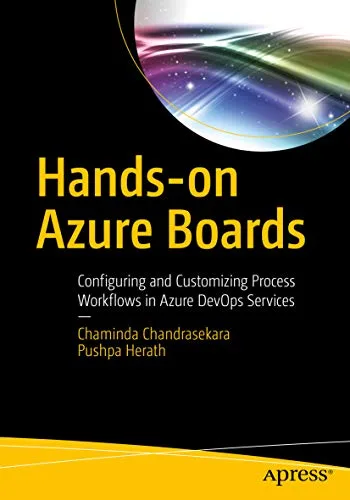 Hands-on
Azure Boards
Configuring and Customizing Process
Workflows in Azure DevOps Services
—
Chaminda Chandrasekara
Pushpa Herath
Apress®